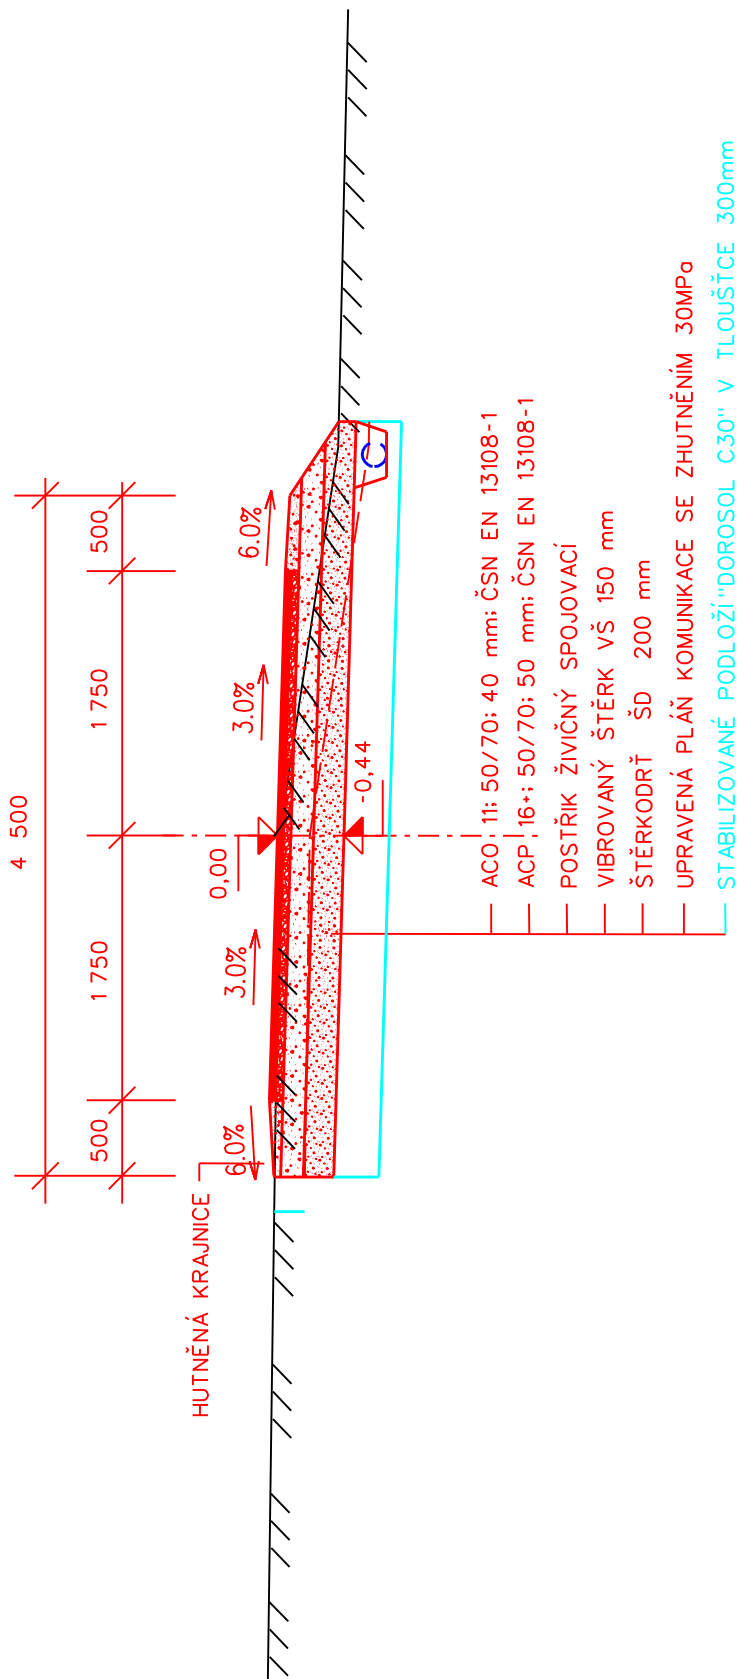 4 500
500
1 750
1 750
500
HUTNĚNÁ KRAJNICE
6.0%
3.0%
3.0%
6.0%
0,00
-0,44
ACO 11; 50/70; 40 mm; ČSN EN 13108-1
ACP 16+; 50/70; 50 mm; ČSN EN 13108-1
POSTŘIK ŽIVIČNÝ SPOJOVACÍ
VIBROVANÝ ŠTĚRK VŠ 150 mm
ŠTĚRKODRŤ ŠD 200 mm
UPRAVENÁ PLÁŇ KOMUNIKACE SE ZHUTNĚNÍM 30MPa
STABILIZOVANÉ PODLOŽÍ "DOROSOL C30" V TLOUŠŤCE 300mm